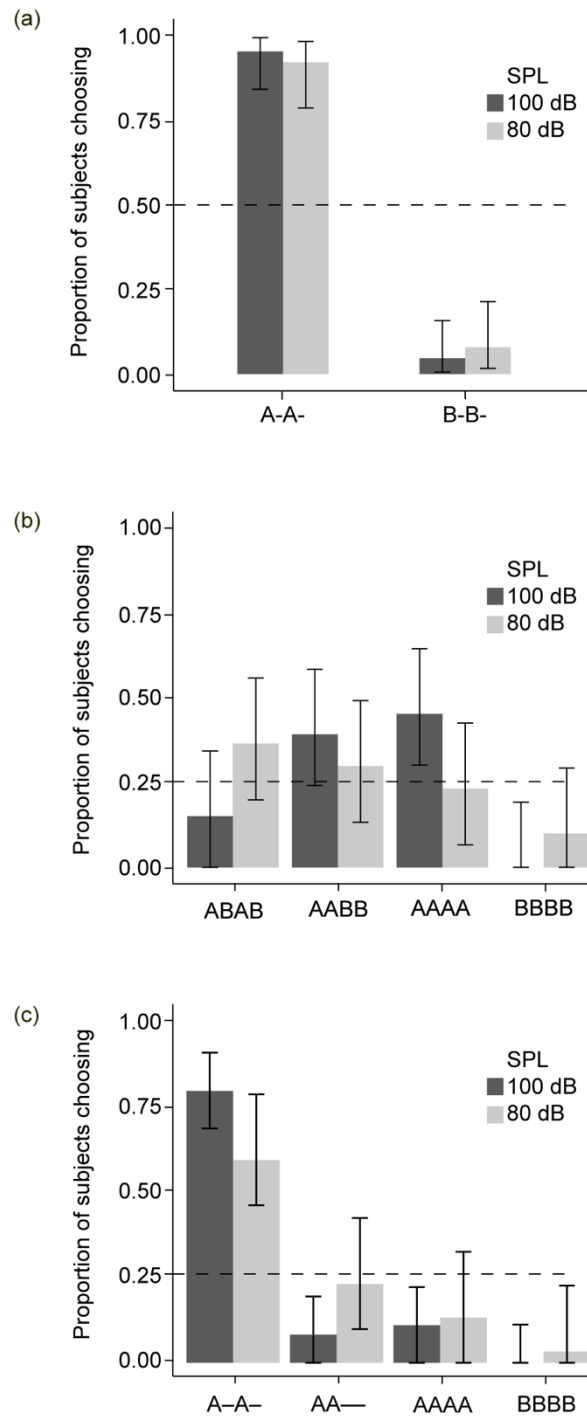 (a)
Proportion of subjects choosing
1.00
0.75
0.50
0.25
0.00
SPL
100 dB
80 dB
A-A-
B-B-
(b)
Proportion of subjects choosing
1.00
0.75
0.50
0.25
0.00
SPL
100 dB
80 dB
ABAB
AABB
AAAA
BBBB
(c)
Proportion of subjects choosing
1.00
0.75
0.50
0.25
0.00
SPL
100 dB
80 dB
A–A–
AA—
AAAA
BBBB